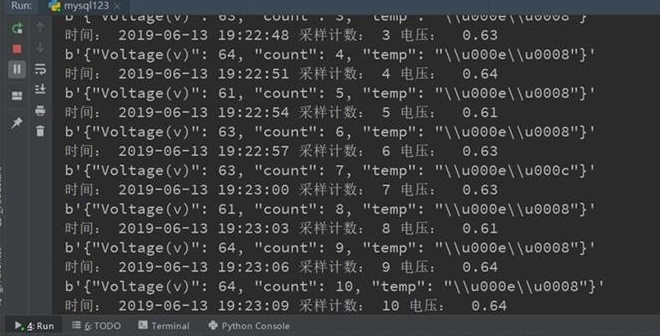 Run: mysql123
b'{"Voltage(v)": 63, "count": 3, "temp": "\\u000e\\u0008"}'
时间： 2019-06-13 19:22:48 采样计数： 3 电压： 0.63
b'{"Voltage(v)": 64, "count": 4, "temp": "\\u000e\\u0008"}'
时间： 2019-06-13 19:22:51 采样计数： 4 电压： 0.64
b'{"Voltage(v)": 61, "count": 5, "temp": "\\u000e\\u0008"}'
时间： 2019-06-13 19:22:54 采样计数： 5 电压： 0.61
b'{"Voltage(v)": 63, "count": 6, "temp": "\\u000e\\u0008"}'
时间： 2019-06-13 19:22:57 采样计数： 6 电压： 0.63
b'{"Voltage(v)": 63, "count": 7, "temp": "\\u000e\\u000c"}'
时间： 2019-06-13 19:23:00 采样计数： 7 电压： 0.63
b'{"Voltage(v)": 61, "count": 8, "temp": "\\u000e\\u0008"}'
时间： 2019-06-13 19:23:03 采样计数： 8 电压： 0.61
b'{"Voltage(v)": 64, "count": 9, "temp": "\\u000e\\u0008"}'
时间： 2019-06-13 19:23:06 采样计数： 9 电压： 0.64
b'{"Voltage(v)": 64, "count": 10, "temp": "\\u000e\\u0008"}'
时间： 2019-06-13 19:23:09 采样计数： 10 电压： 0.64
4: Run 6: TODO Terminal Python Console